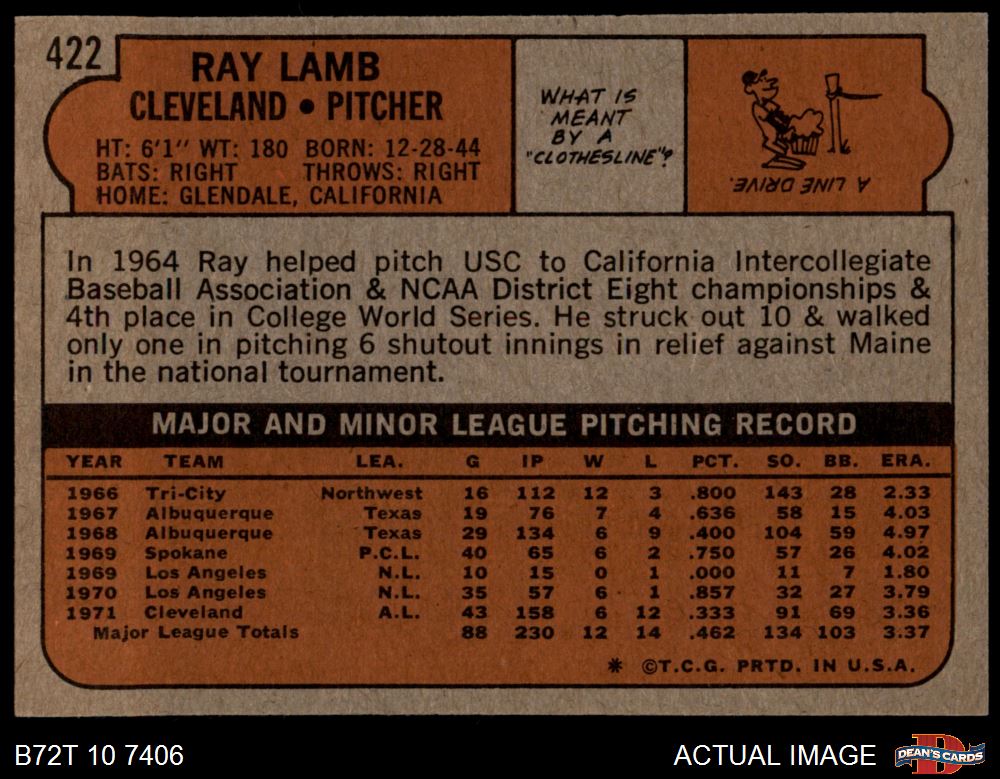 422
RAY LAMB
CLEVELAND • PITCHER
HT: 6'1" WT: 180 BORN: 12-28-44
BATS: RIGHT THROWS: RIGHT
HOME: GLENDALE, CALIFORNIA
WHAT IS
MEANT
BY A
"CLOTHESLINE"?
A LINE DRIVE.
In 1964 Ray helped pitch USC to California Intercollegiate
Baseball Association & NCAA District Eight championships &
4th place in College World Series. He struck out 10 & walked
only one in pitching 6 shutout innings in relief against Maine
in the national tournament.
MAJOR AND MINOR LEAGUE PITCHING RECORD
YEAR TEAM LEA. G IP W L PCT. SO. BB. ERA.
1966 Tri-City Northwest 16 112 12 3 .800 143 28 2.33
1967 Albuquerque Texas 19 76 7 4 .636 58 15 4.03
1968 Albuquerque Texas 29 134 6 9 .400 104 59 4.97
1969 Spokane P.C.L. 40 65 6 2 .750 57 26 4.02
1969 Los Angeles N.L. 10 15 0 1 .000 11 7 1.80
1970 Los Angeles N.L. 35 57 6 1 .857 32 27 3.79
1971 Cleveland A.L. 43 158 6 12 .333 91 69 3.36
Major League Totals 88 230 12 14 .462 134 103 3.37
* ©T.C.G. PRTD. IN U.S.A.
B72T 10 7406
ACTUAL IMAGE
D
DEAN'S CARDS